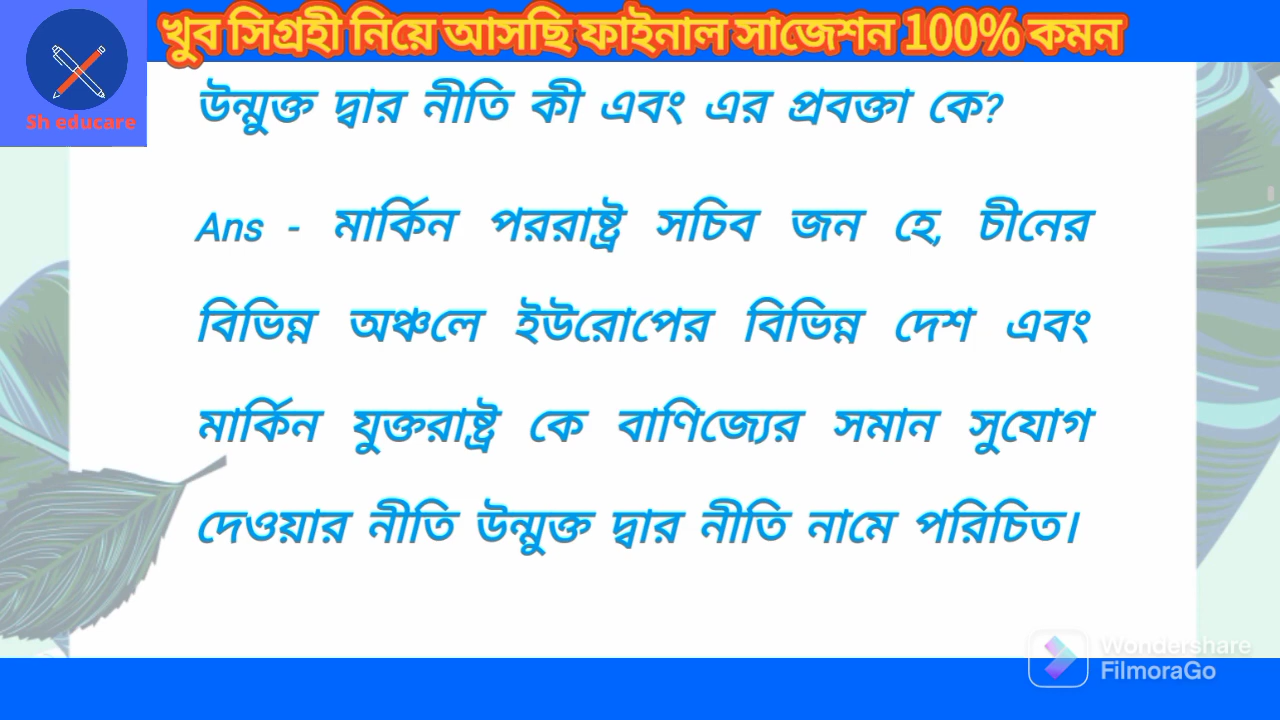 খুব সিগ্রহী নিয়ে আসছি ফাইনাল সাজেশন 100% কমন
Sh educare
উন্মুক্ত দ্বার নীতি কী এবং এর প্রবক্তা কে?
Ans - মার্কিন পররাষ্ট্র সচিব জন হে, চীনের
বিভিন্ন অঞ্চলে ইউরোপের বিভিন্ন দেশ এবং
মার্কিন যুক্তরাষ্ট্র কে বাণিজ্যের সমান সুযোগ
দেওয়ার নীতি উন্মুক্ত দ্বার নীতি নামে পরিচিত।
Wondershare
FilmoraGo